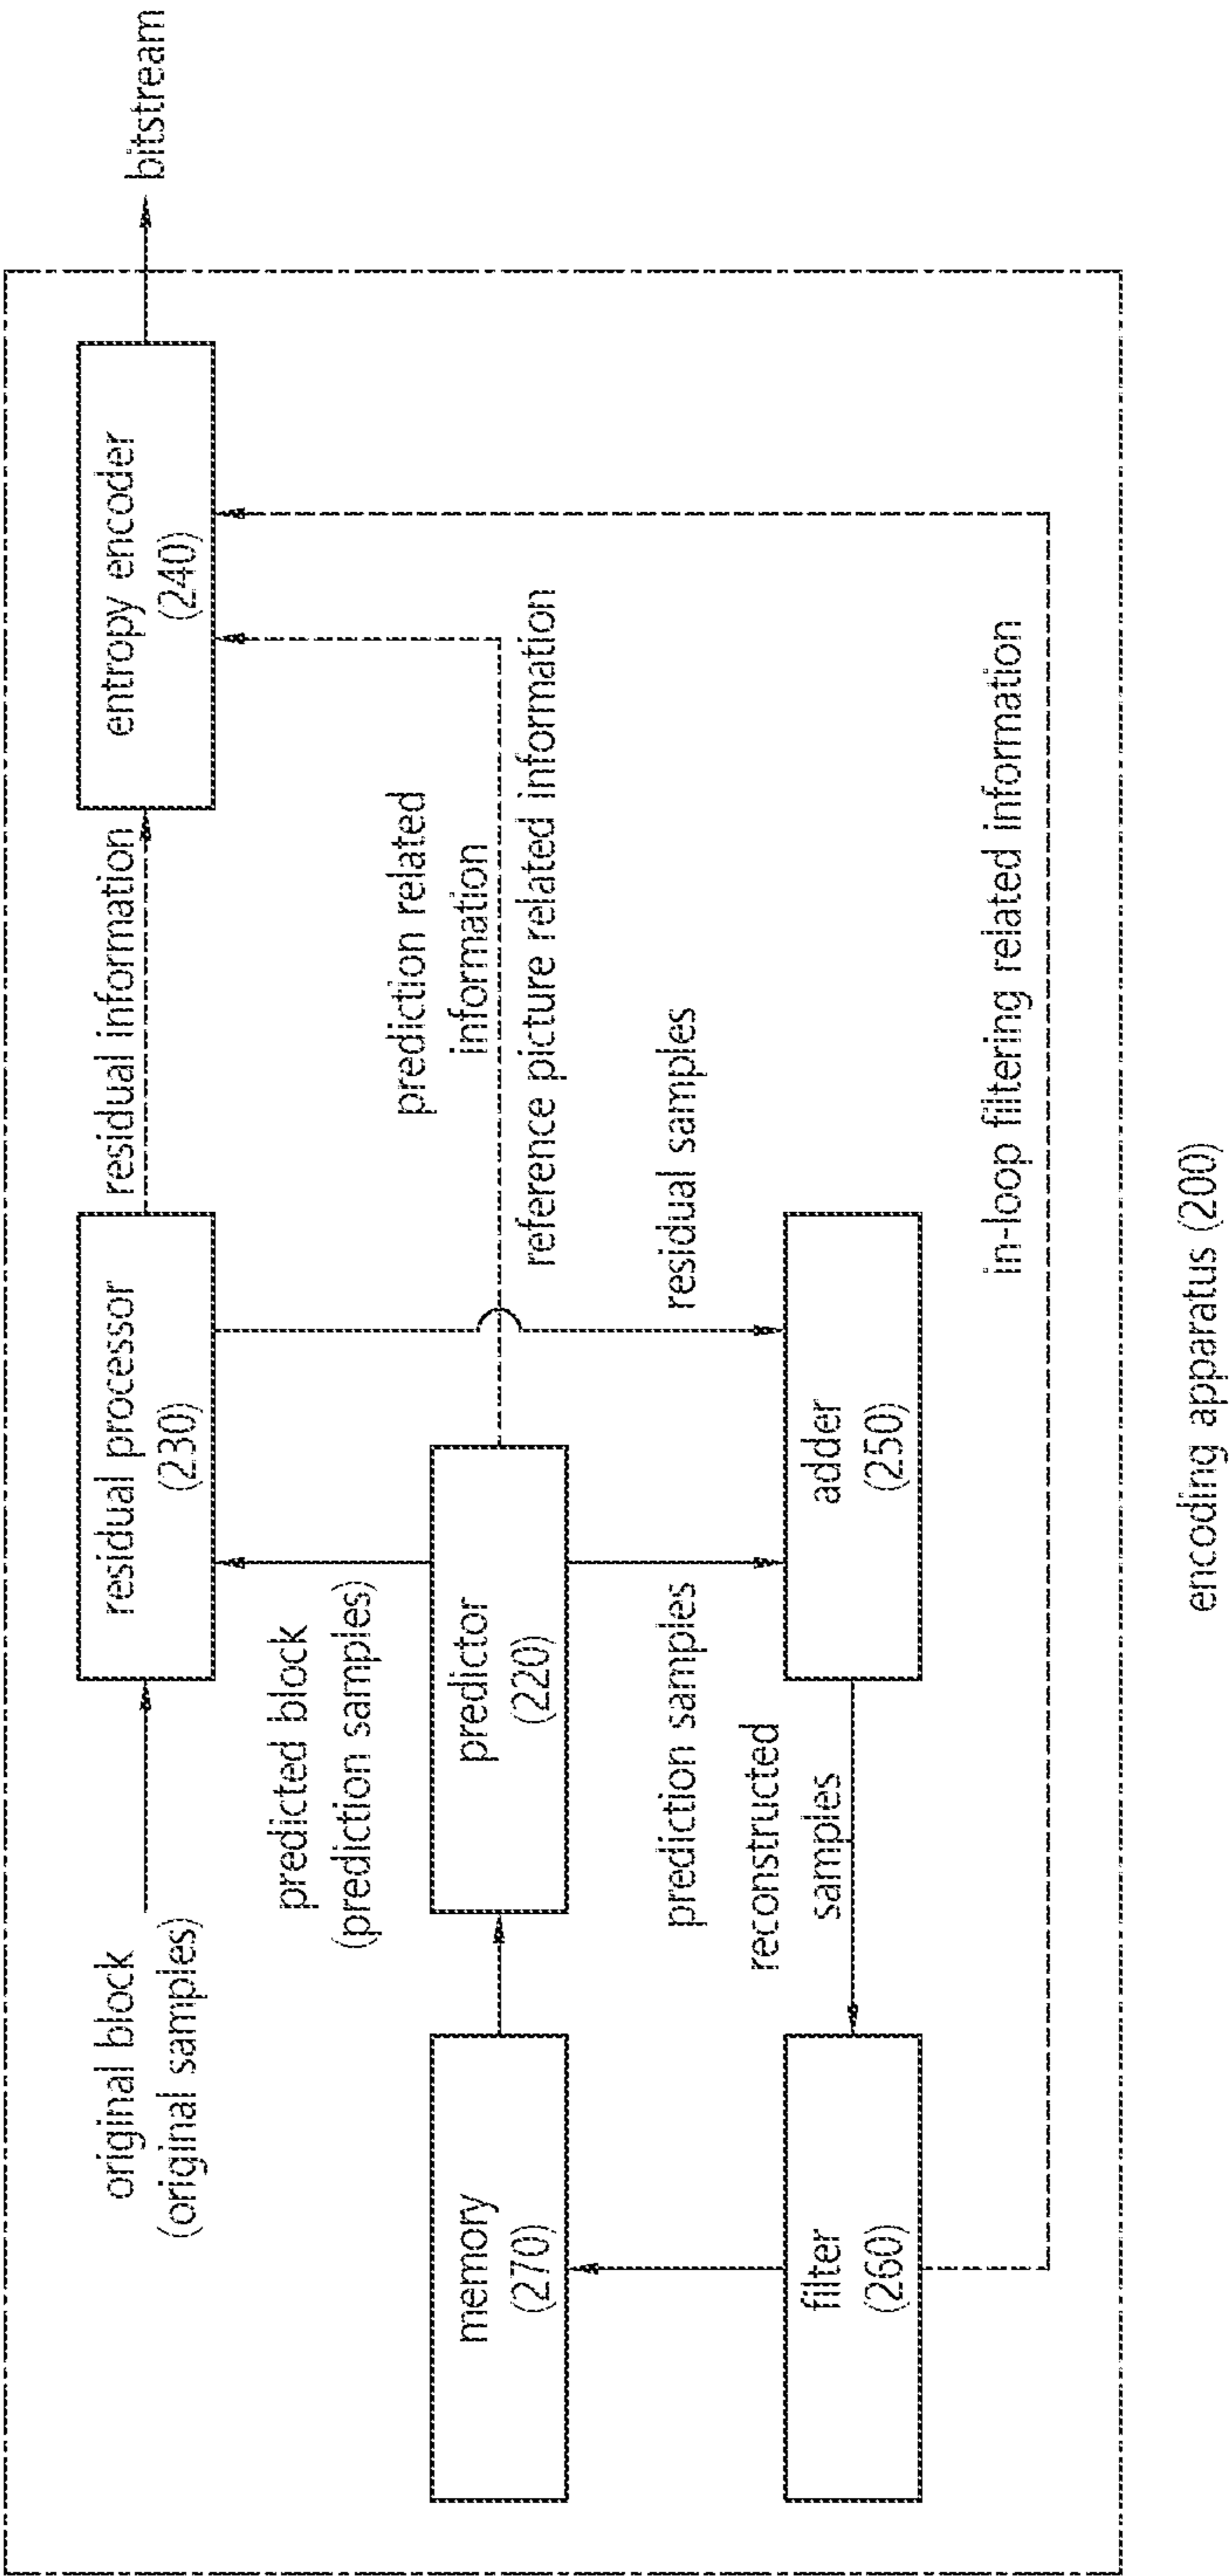 original block
(original samples)
residual processor
(230)
residual information
entropy encoder
(240)
bitstream
predicted block
(prediction samples)
prediction related
information
memory
(270)
predictor
(220)
reference picture related information
prediction samples
residual samples
reconstructed
samples
filter
(260)
adder
(250)
in-loop filtering related information
encoding apparatus (200)